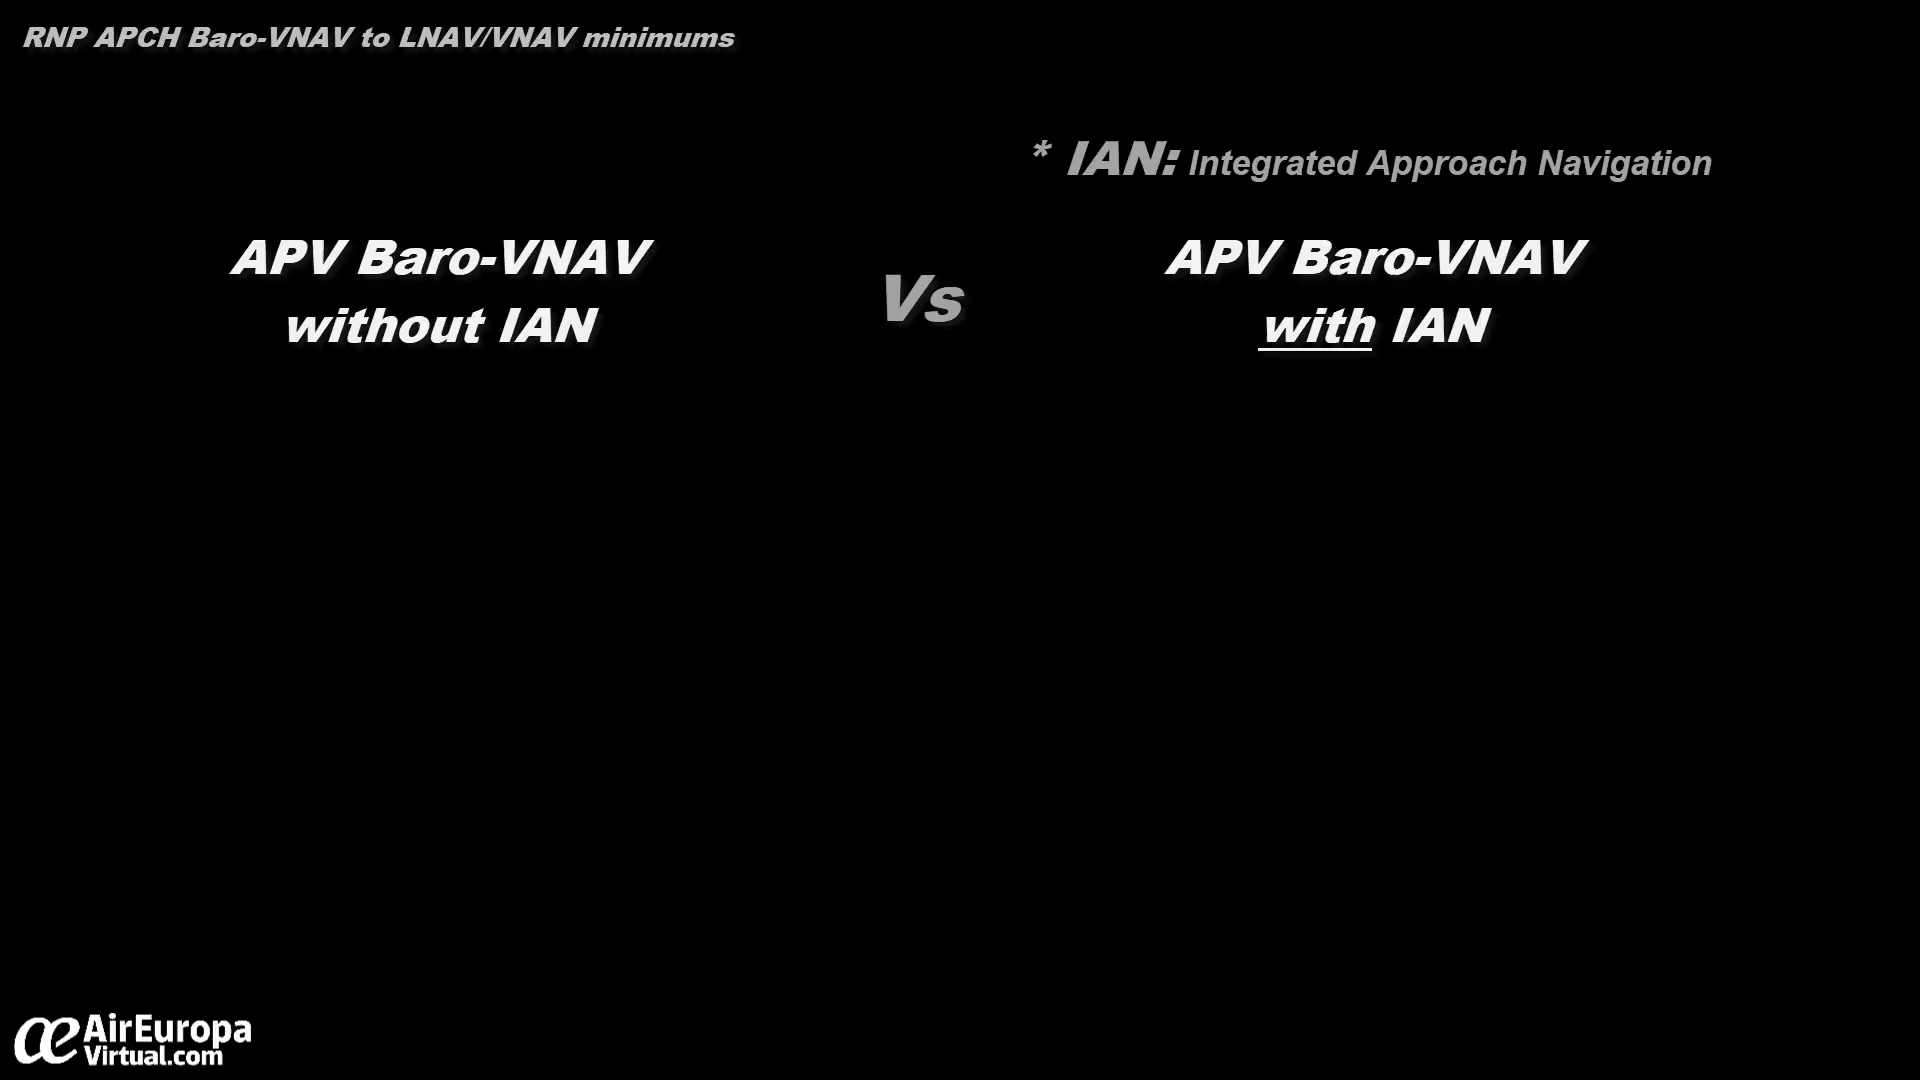 RNP APCH Baro-VNAV to LNAV/VNAV minimums
* IAN: Integrated Approach Navigation
APV Baro-VNAV
without IAN
Vs
APV Baro-VNAV
with IAN
æ AirEuropa
Virtual.com